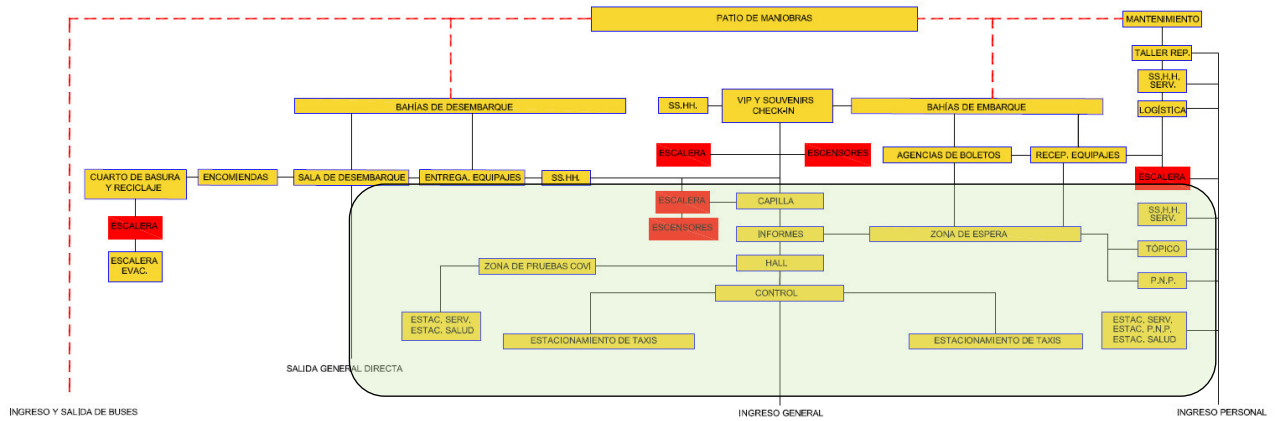 PATIO DE MANIOBRAS
MANTENIMIENTO
TALLER REP.
SS.H.H.
SERV.
BAHÍAS DE DESEMBARQUE
SS.HH.
VIP Y SOUVENIRS
CHECK-IN
BAHÍAS DE EMBARQUE
LOGÍSTICA
ESCALERA
ESCENSORES
AGENCIAS DE BOLETOS
RECEP. EQUIPAJES
CUARTO DE BASURA
Y RECICLAJE
ENCOMIENDAS
SALA DE DESEMBARQUE
ENTREGA. EQUIPAJES
SS.HH.
ESCALERA
ESCALERA
CAPILLA
SS.H.H.
SERV.
ESCALERA
ESCENSORES
INFORMES
ZONA DE ESPERA
TÓPICO
ESCALERA
EVAC.
ZONA DE PRUEBAS COVI
HALL
P.N.P.
CONTROL
ESTAC. SERV,
ESTAC. SALUD
ESTACIONAMIENTO DE TAXIS
ESTACIONAMIENTO DE TAXIS
ESTAC, SERV,
ESTAC, P.N.P,
ESTAC. SALUD
SALIDA GENERAL DIRECTA
INGRESO Y SALIDA DE BUSES
INGRESO GENERAL
INGRESO PERSONAL